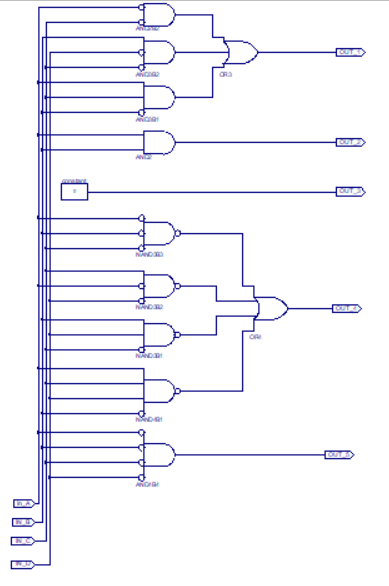 AND2B2
AND3B2
OR3
AND3B1
AND2
constant
OUT_1
OUT_2
OUT_3
NAND3B3
NAND3B2
OUT_4
OR4
NAND3B1
NAND4B1
OUT_5
AND4B4
IN_A
IN_B
IN_C
IN_D